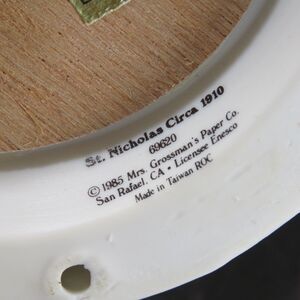 St. Nicholas Circa 1910
69620
© 1985 Mrs. Grossman's Paper Co.
San Rafael, CA • Licensee Enesco
Made in Taiwan ROC